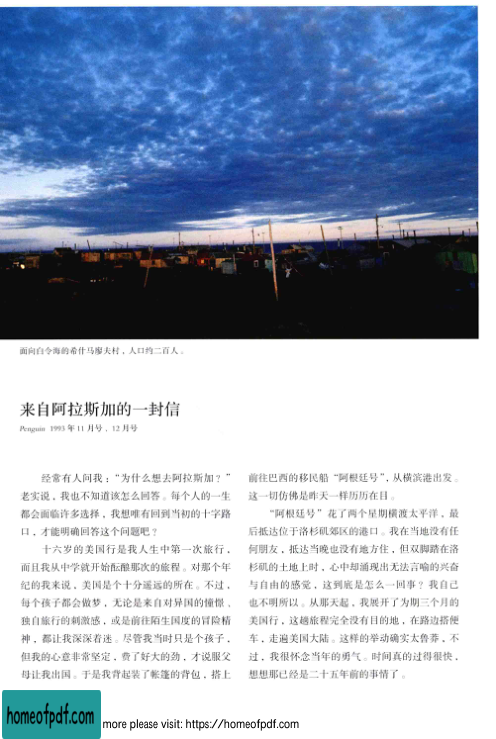 面向白令海的希什马廖夫村，人口约二百人。
来自阿拉斯加的一封信
Penguin 1993 年 11 月号、12 月号
经常有人问我：“为什么想去阿拉斯加？”
老实说，我也不知道该怎么回答。每个人的一生
都会面临许多选择，我想唯有回到当初的十字路
口，才能明确回答这个问题吧？
十六岁的美国行是我人生中第一次旅行，
而且我从中学就开始酝酿那次的旅程。对那个年
纪的我来说，美国是个十分遥远的所在。不过，
每个孩子都会做梦，无论是来自对异国的憧憬、
独自旅行的刺激感，或是前往陌生国度的冒险精
神，都让我深深着迷。尽管我当时只是个孩子，
但我的心意非常坚定，费了好大的劲，才说服父
母让我出国。于是我背起装了帐篷的背包，搭上
前往巴西的移民船“阿根廷号”，从横滨港出发。
这一切仿佛是昨天一样历历在目。
“阿根廷号”花了两个星期横渡太平洋，最
后抵达位于洛杉矶郊区的港口。我在当地没有任
何朋友，抵达当晚也没有地方住，但双脚踏在洛
杉矶的土地上时，心中却涌现出无法言喻的兴奋
与自由的感觉，这到底是怎么一回事？我自己
也不明所以。从那天起，我展开了为期三个月的
美国行，这趟旅程完全没有目的地，在路边搭便
车，走遍美国大陆。这样的举动确实太鲁莽，不
过，我很怀念当年的勇气。时间真的过得很快，
想想那已经是二十五年前的事情了。
homeofpdf.com
more please visit: https://homeofpdf.com